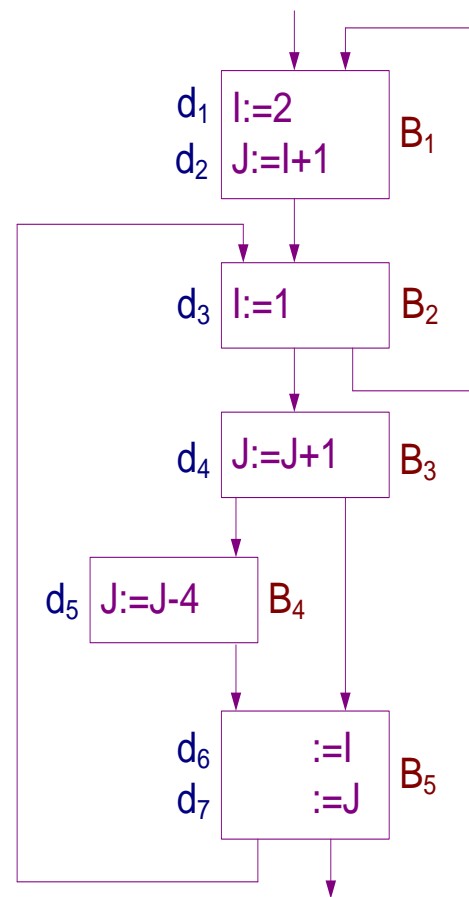 d₁ I:=2
d₂ J:=I+1
B₁
d₃ I:=1 B₂
d₄ J:=J+1 B₃
d₅ J:=J-4 B₄
d₆ :=I
d₇ :=J
B₅